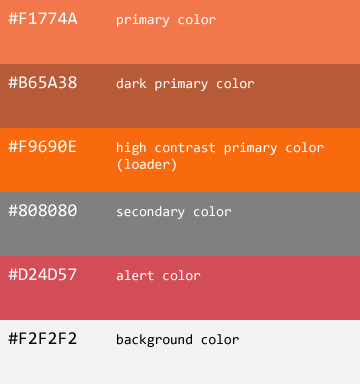 #F1774A primary color
#B65A38 dark primary color
#F9690E high contrast primary color
(loader)
#808080 secondary color
#D24D57 alert color
#F2F2F2 background color